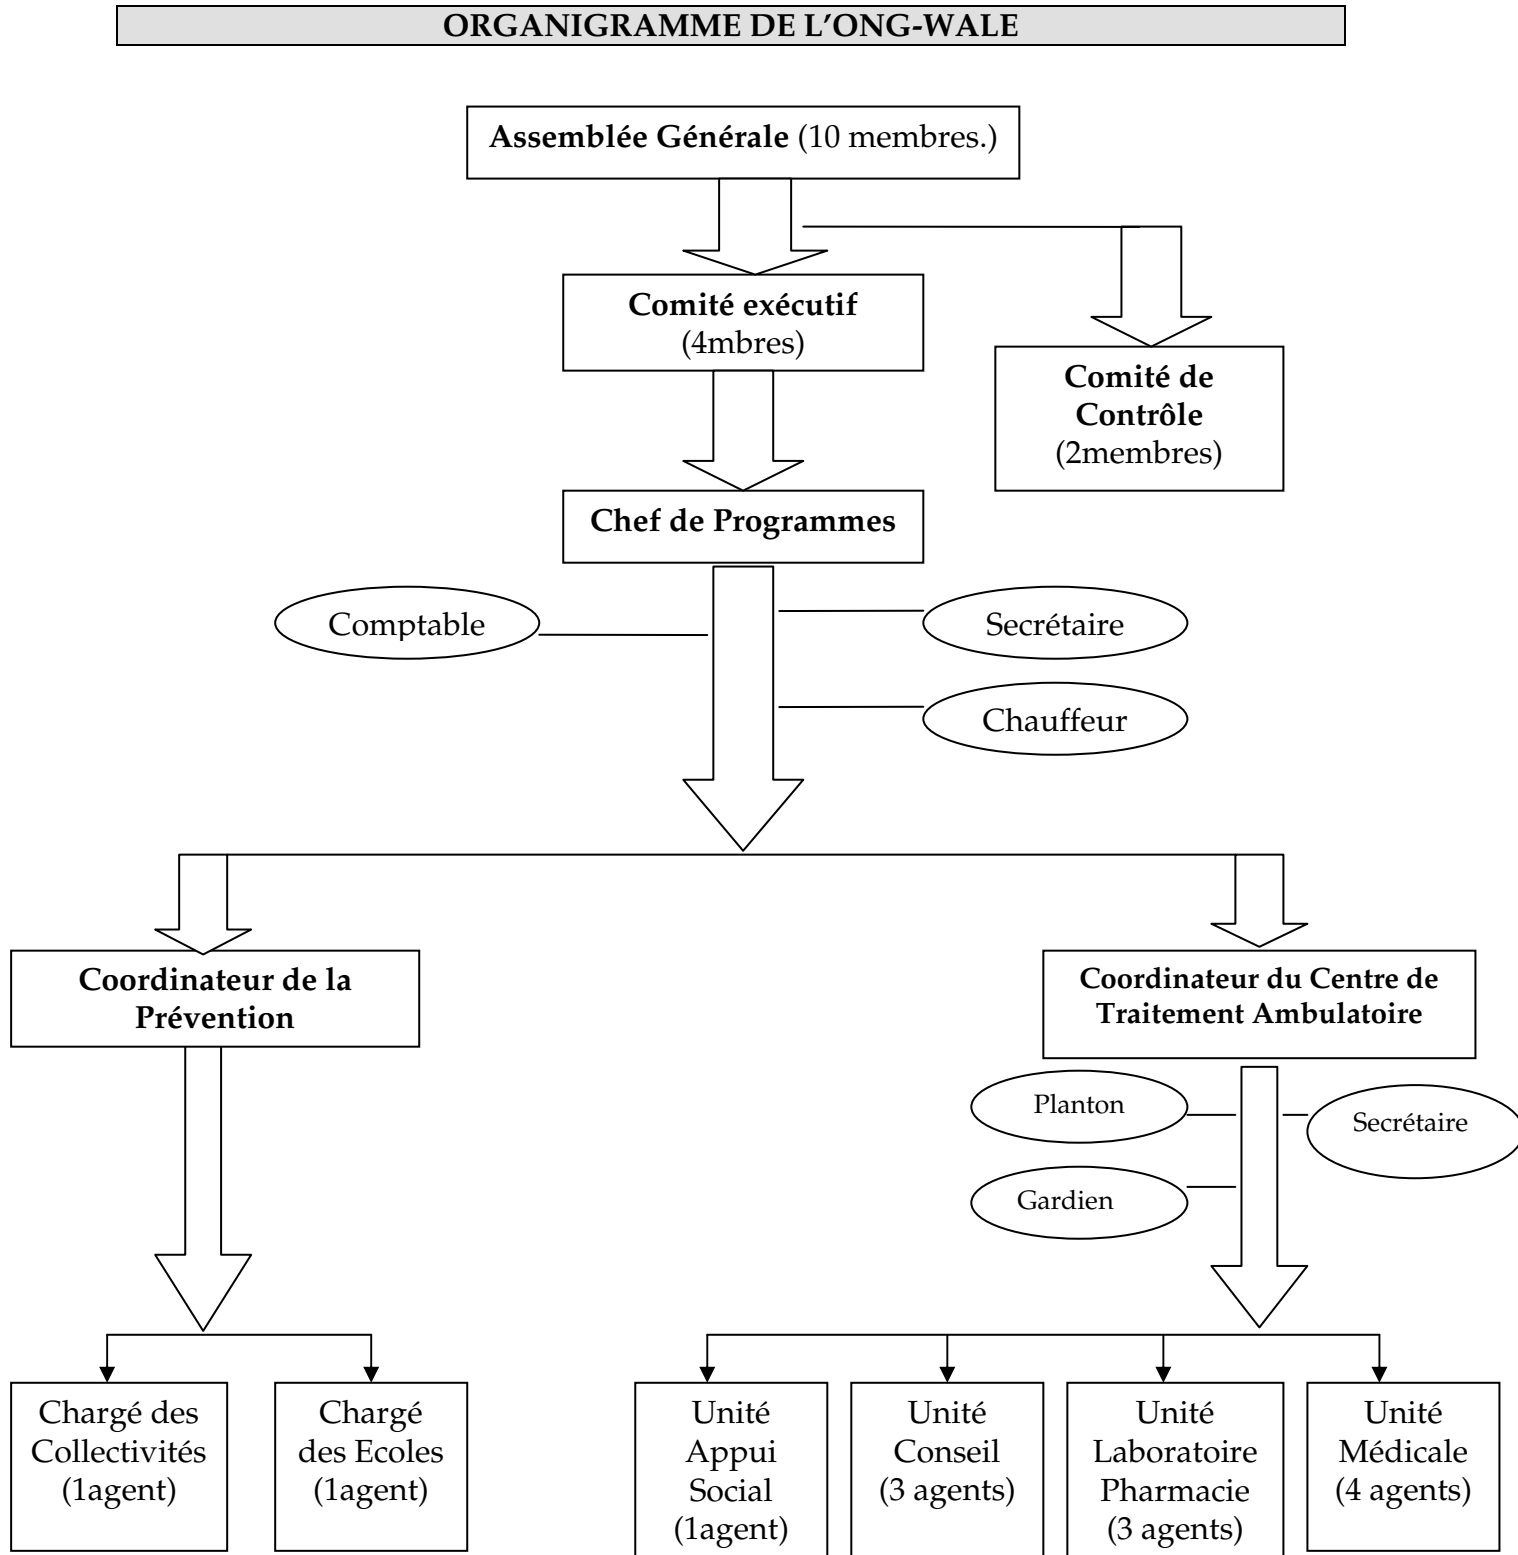 ORGANIGRAMME DE L'ONG-WALE
Assemblée Générale (10 membres.)
Comité exécutif
(4mbres)
Comité de
Contrôle
(2membres)
Chef de Programmes
Comptable
Secrétaire
Chauffeur
Coordinateur de la
Prévention
Coordinateur du Centre de
Traitement Ambulatoire
Planton
Secrétaire
Gardien
Chargé des
Collectivités
(1agent)
Chargé
des Ecoles
(1agent)
Unité
Appui
Social
(1agent)
Unité
Conseil
(3 agents)
Unité
Laboratoire
Pharmacie
(3 agents)
Unité
Médicale
(4 agents)